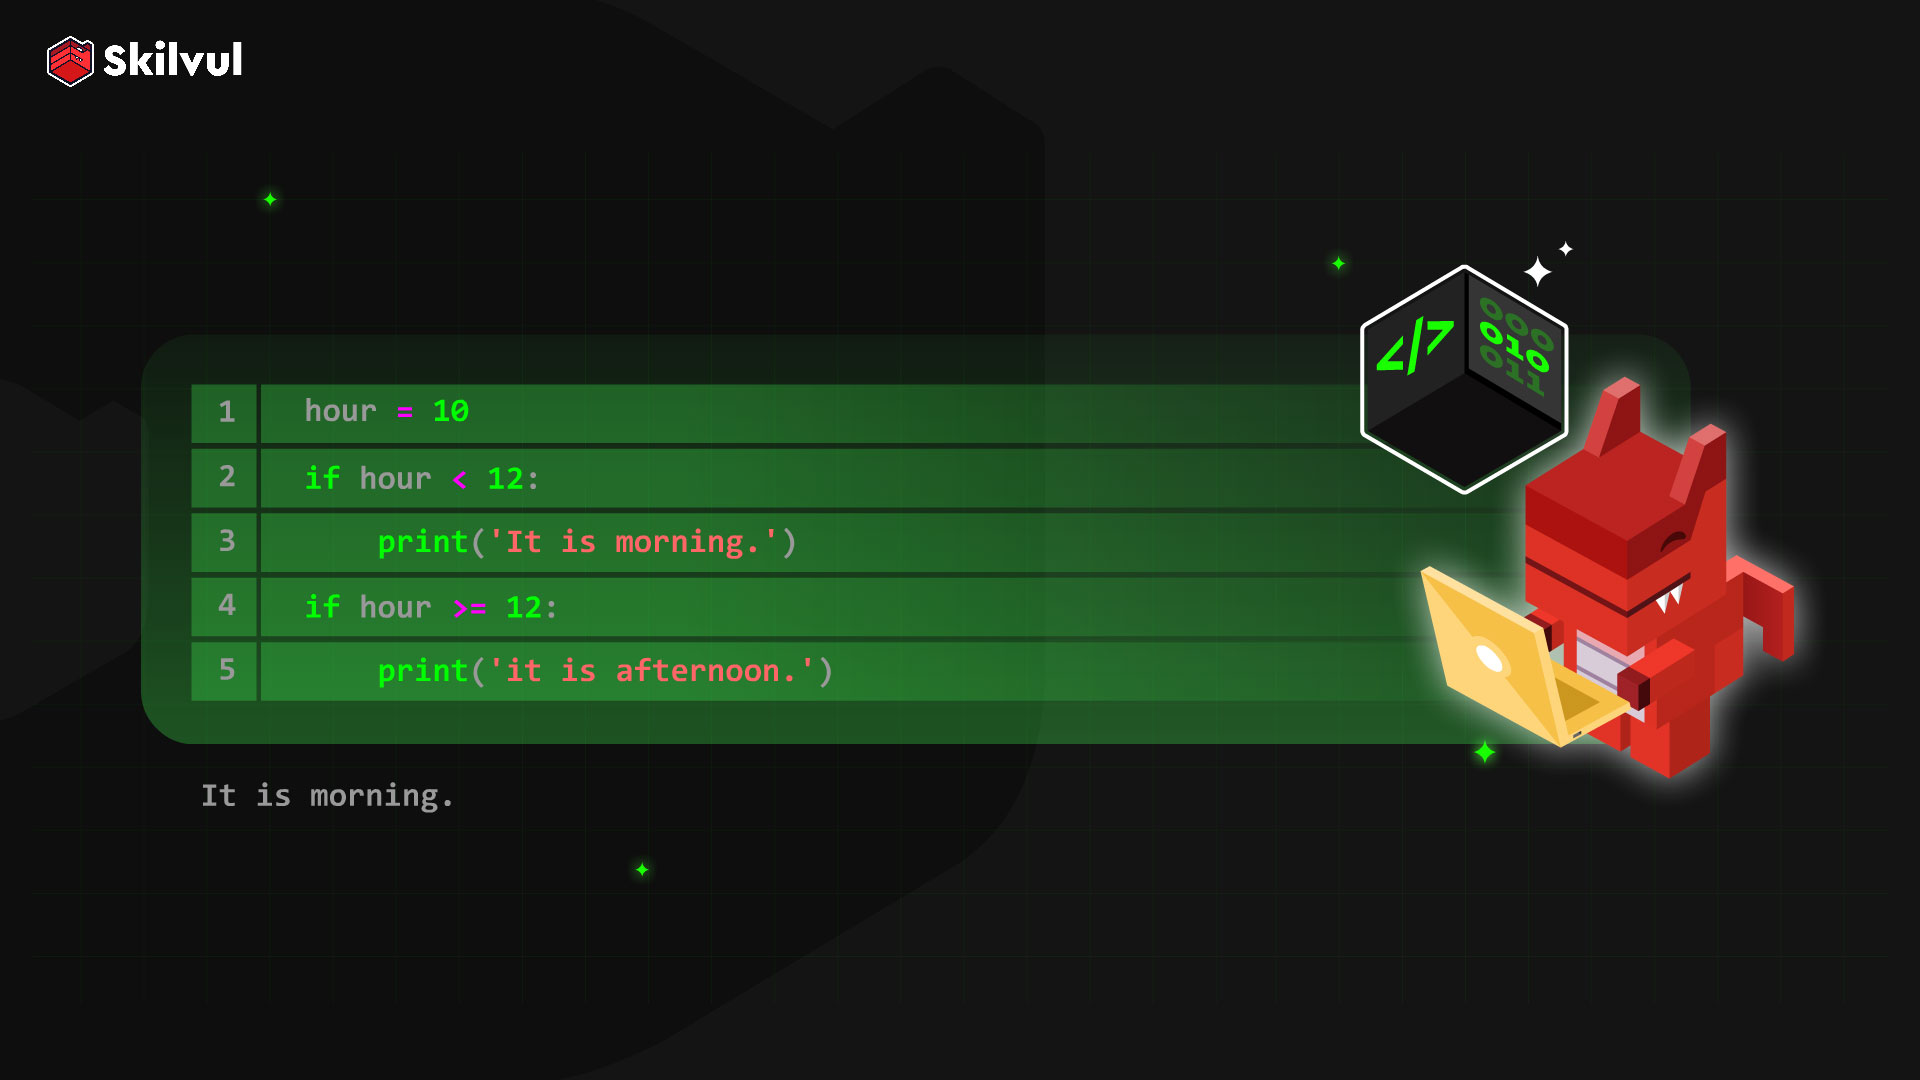 Skilvul
1 hour = 10
2 if hour < 12:
3     print('It is morning.')
4 if hour >= 12:
5     print('it is afternoon.')
It is morning.
</>
000
010
011